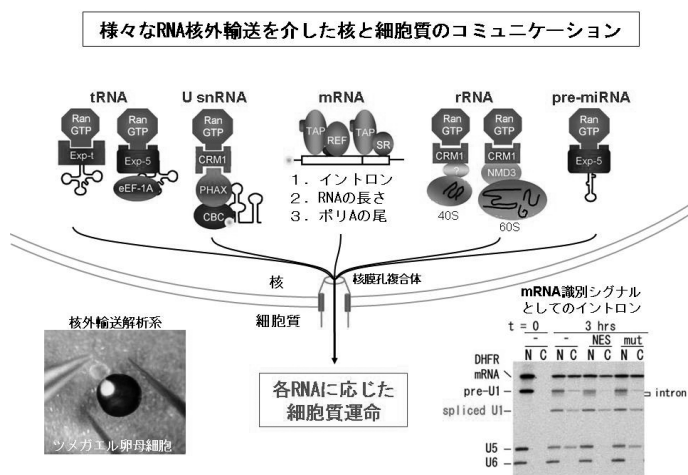 様々なRNA核外輸送を介した核と細胞質のコミュニケーション
tRNA
U snRNA
mRNA
rRNA
pre-miRNA
Ran GTP
Exp-t
Ran GTP
Exp-5
eEF-1A
Ran GTP
CRM1
PHAX
CBC
TAP
REF
TAP
SR
1. イントロン
2. RNAの長さ
3. ポリAの尾
Ran GTP
CRM1
?
40S
Ran GTP
CRM1
NMD3
60S
Ran GTP
Exp-5
核
核膜孔複合体
細胞質
核外輸送解析系
ツメガエル卵母細胞
各RNAに応じた
細胞質運命
mRNA識別シグナル
としてのイントロン
t = 0 3 hrs
- - NES mut
DHFR N C N C N C N C
mRNA
pre-U1
intron
spliced U1
U5
U6